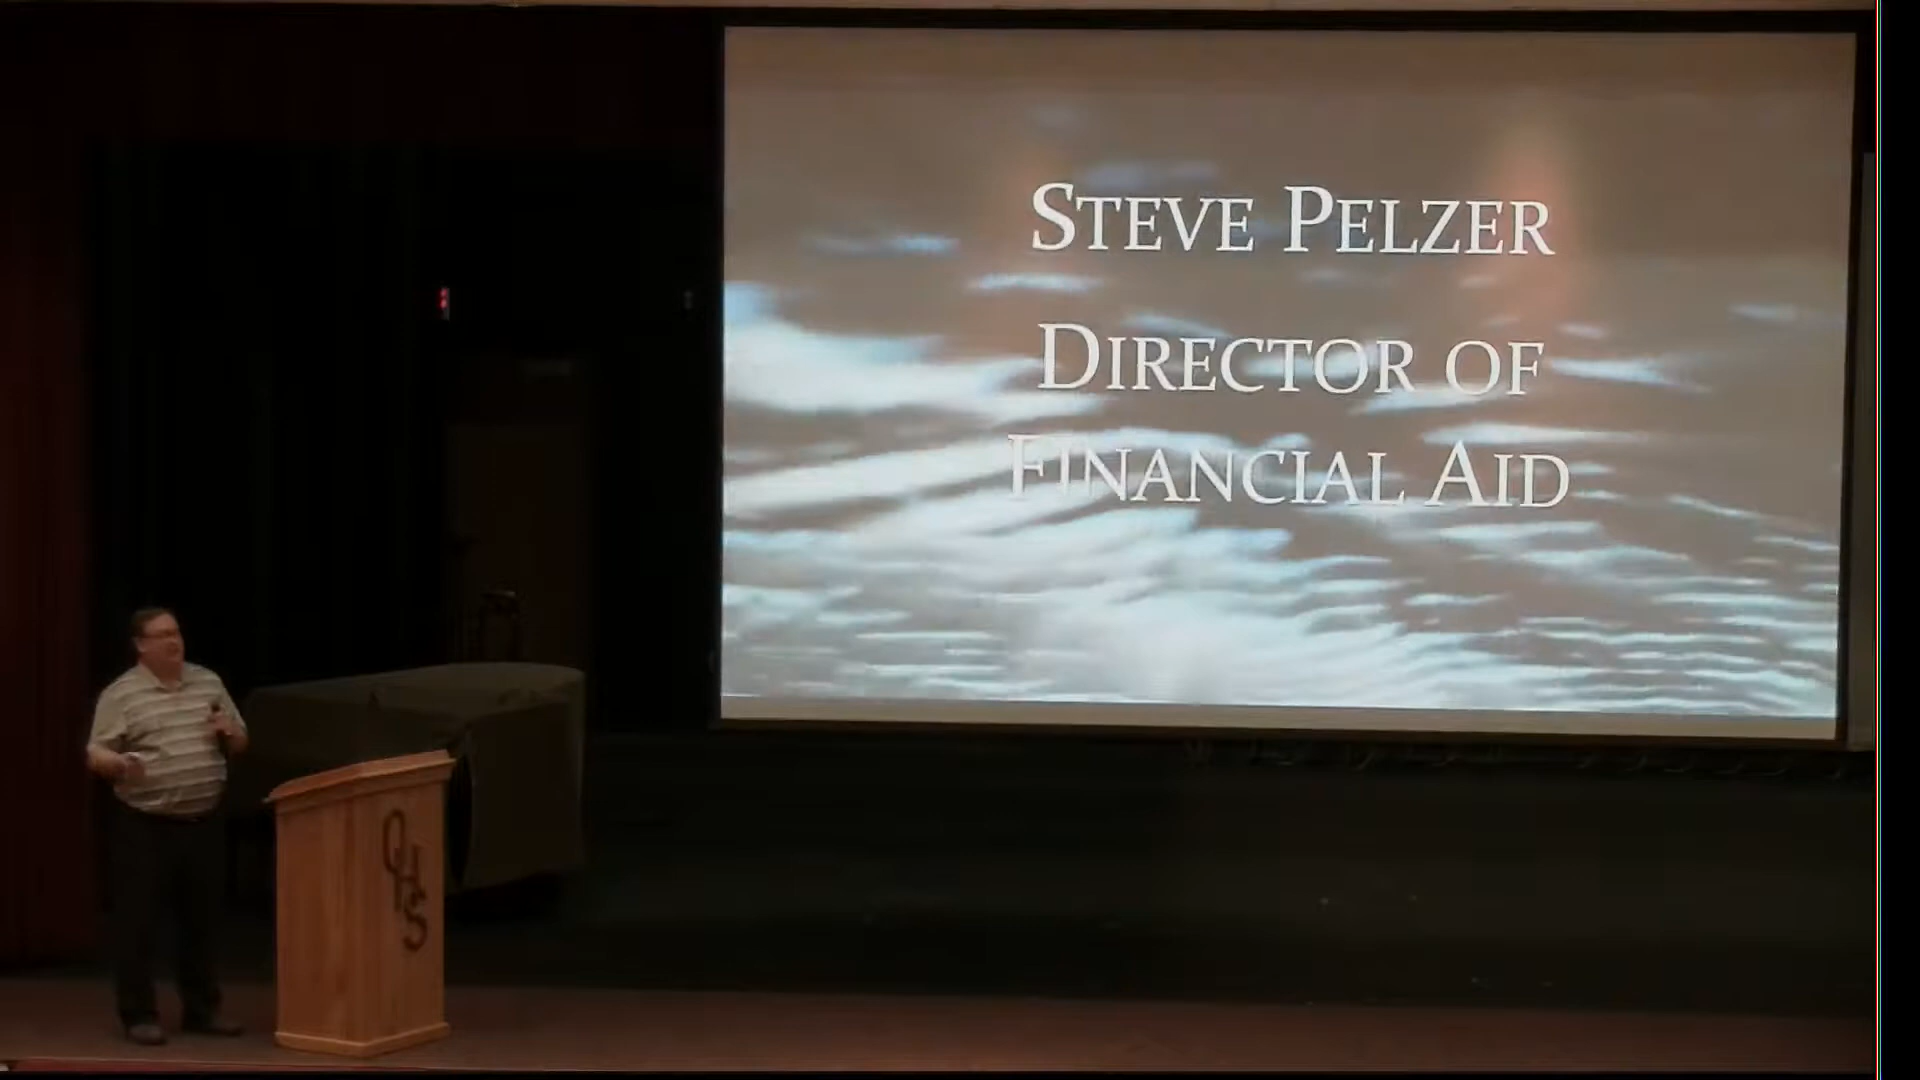 STEVE PELZER
DIRECTOR OF
FINANCIAL AID
OHS